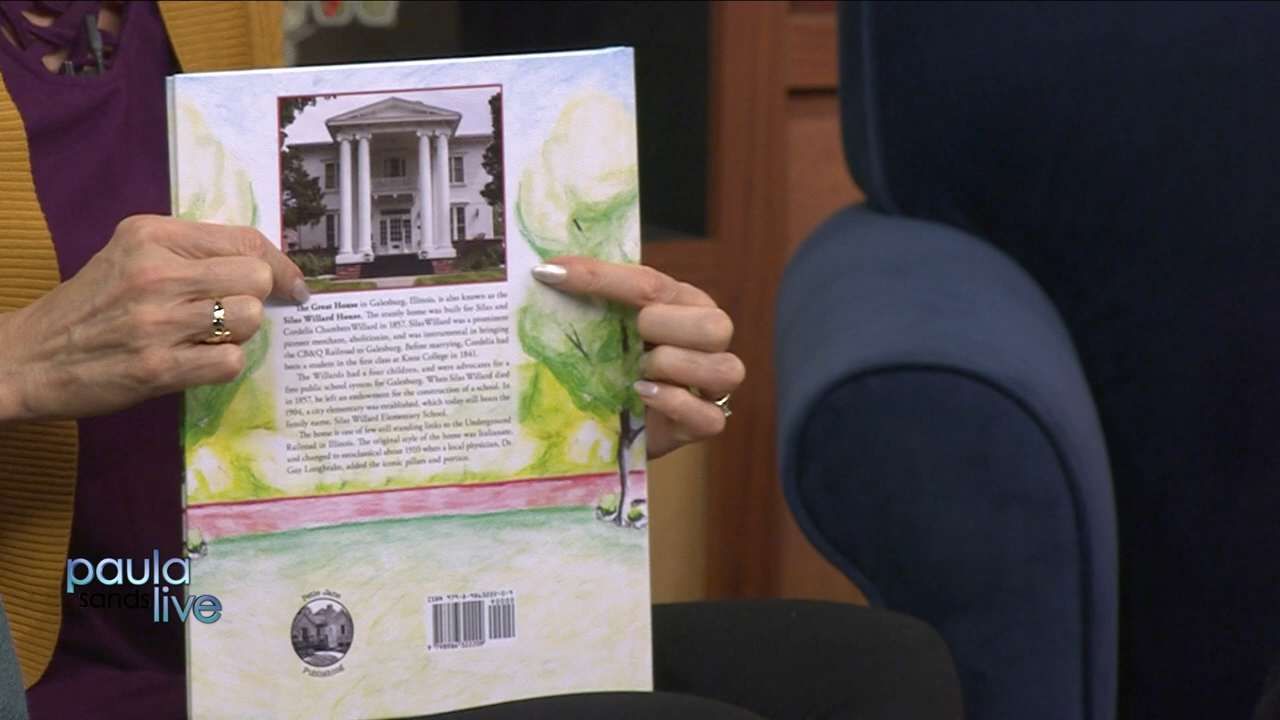 The Great House in Galesburg, Illinois, is also known as the
Silas Willard House. The stately home was built for Silas and
Cordelia Chambers Willard in 1857. Silas Willard was a prominent
pioneer merchant, abolitionist, and was instrumental in bringing
the CB&Q Railroad to Galesburg. Before marrying, Cordelia had
been a student in the first class at Knox College in 1841.
The Willards had a four children, and were advocates for a
free public school system for Galesburg. When Silas Willard died
in 1857, he left an endowment for the construction of a school. In
1904, a city elementary was established, which today still bears the
family name, Silas Willard Elementary School.
The home is one of few still standing links to the Underground
Railroad in Illinois. The original style of the home was Italianate,
and changed to neoclassical about 1910 when a local physician, Dr.
Guy Longbrake, added the iconic pillars and portico.
paula
sands live
Jane
Publishing
ISBN
90000